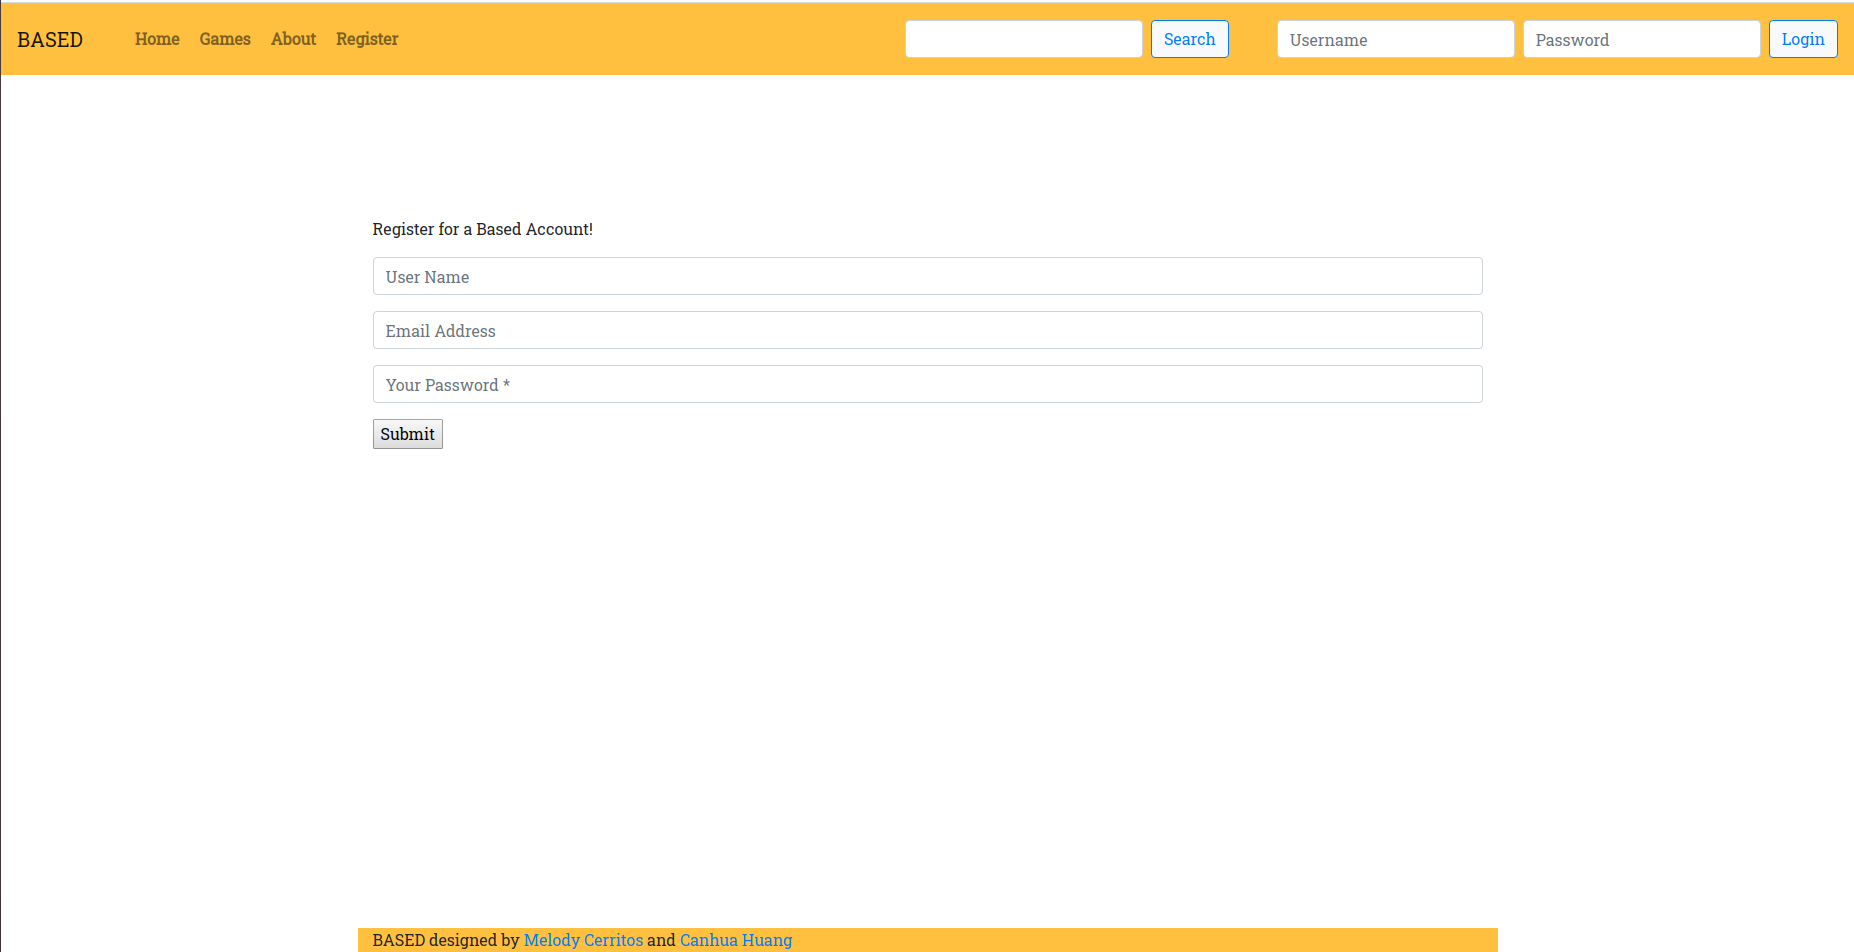 BASED Home Games About Register Search Username Password Login
Register for a Based Account!
User Name
Email Address
Your Password *
Submit
BASED designed by Melody Cerritos and Canhua Huang